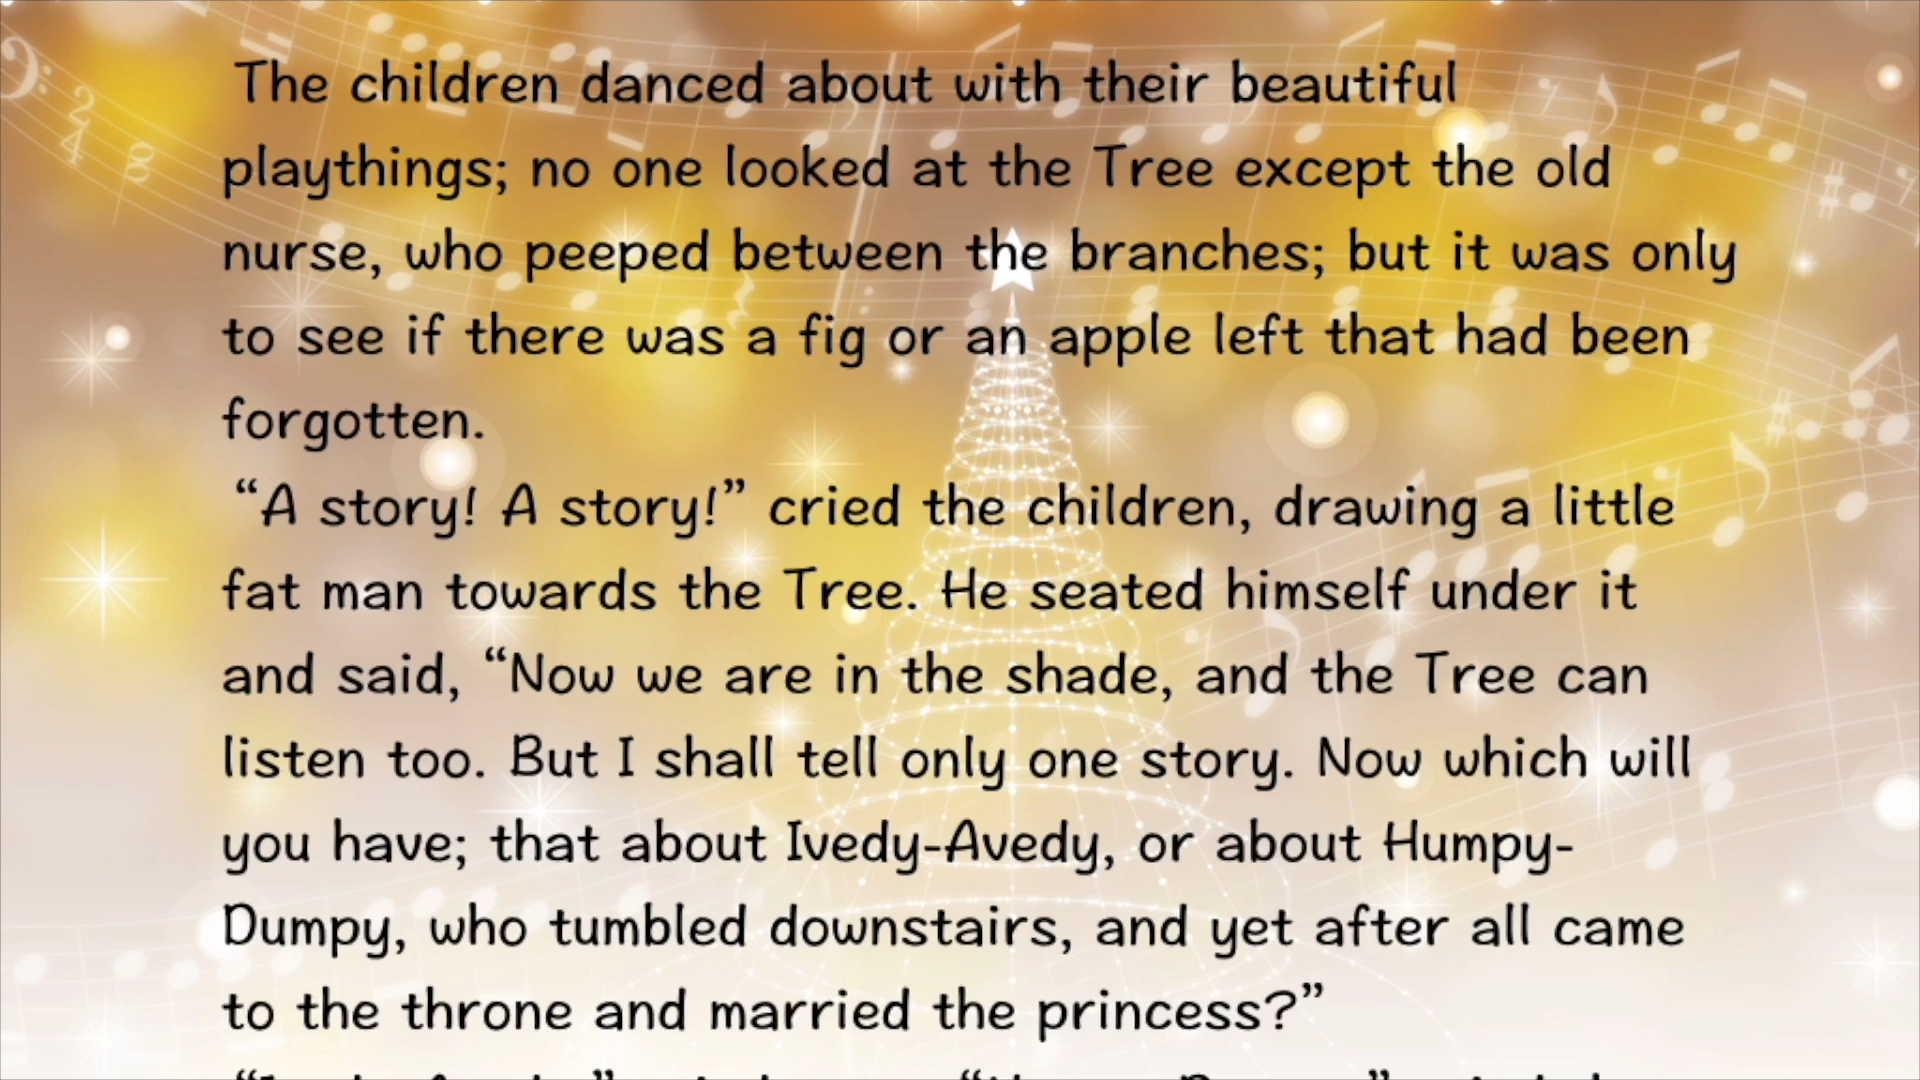 The children danced about with their beautiful
playthings; no one looked at the Tree except the old
nurse, who peeped between the branches; but it was only
to see if there was a fig or an apple left that had been
forgotten.
“A story! A story!” cried the children, drawing a little
fat man towards the Tree. He seated himself under it
and said, “Now we are in the shade, and the Tree can
listen too. But I shall tell only one story. Now which will
you have; that about Ivedy-Avedy, or about Humpy-
Dumpy, who tumbled downstairs, and yet after all came
to the throne and married the princess?”